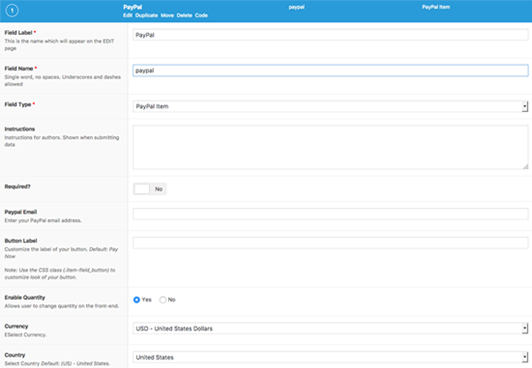 1
PayPal
paypal
PayPal Item
Edit Duplicate Move Delete Code
Field Label *
This is the name which will appear on the EDIT
page
PayPal
Field Name *
Single word, no spaces. Underscores and dashes
allowed
paypal
Field Type *
PayPal Item
Instructions
Instructions for authors. Shown when submitting
data
Required?
No
Paypal Email
Enter your PayPal email address.
Button Label
Customize the label of your button. Default: Pay
Now
Note: Use the CSS class (.item-field_button) to
customize look of your button.
Enable Quantity
Allows user to change quantity on the front-end.
Yes
No
Currency
ESelect Currency.
USD - United States Dollars
Country
Select Country Default: (US) - United States.
United States